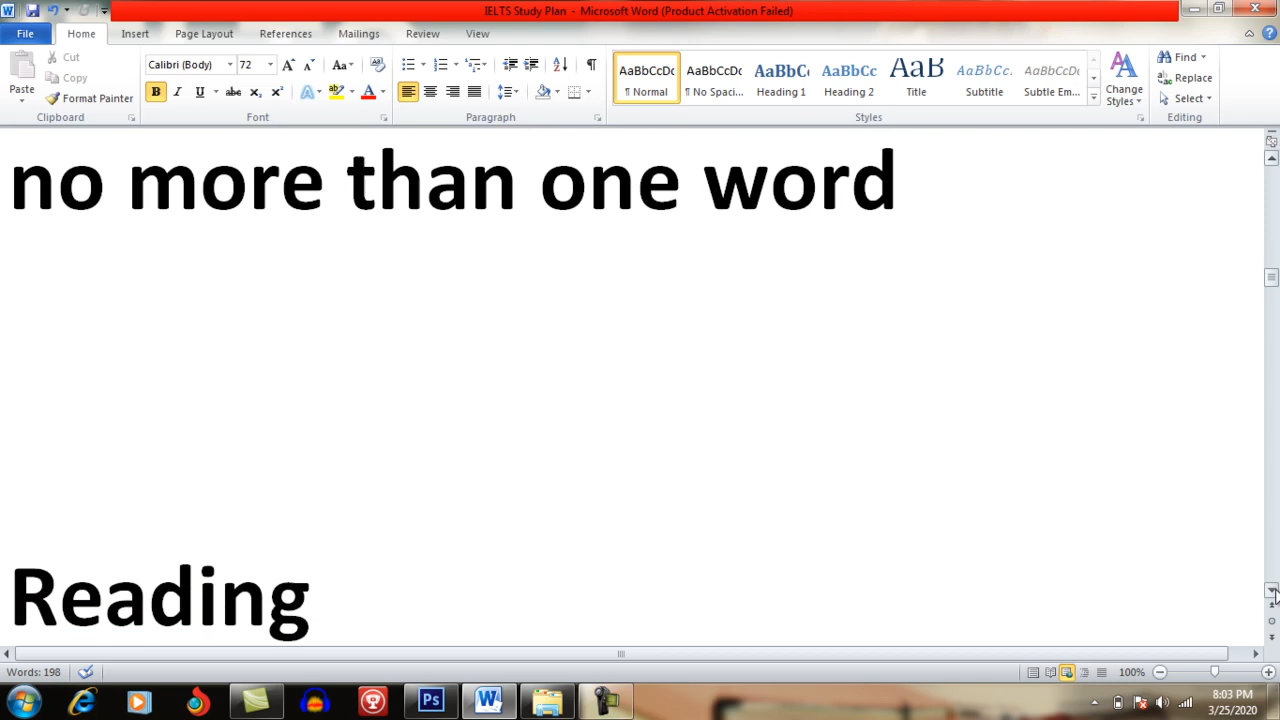 IELTS Study Plan - Microsoft Word (Product Activation Failed)
File Home Insert Page Layout References Mailings Review View
Paste
Cut
Copy
Format Painter
Clipboard
Calibri (Body) 72
Font
Paragraph
AaBbCcDc AaBbCcDc AaBbCc AaBbCc AaB AaBbCc. AaBbCcDc
¶ Normal ¶ No Spaci... Heading 1 Heading 2 Title Subtitle Subtle Em...
Change
Styles
Styles
Find
Replace
Select
Editing
no more than one word
Reading
Words: 198
100%
8:03 PM
3/25/2020